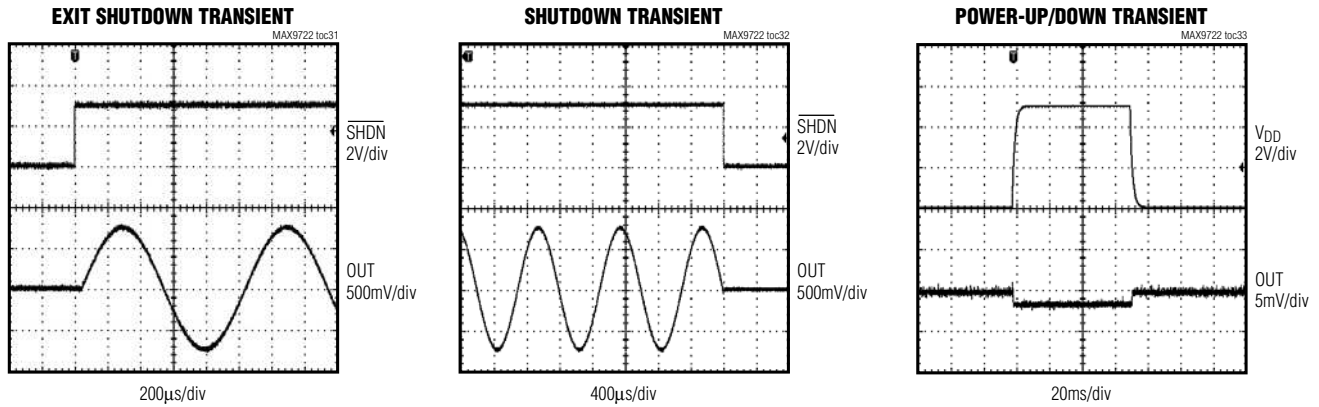 EXIT SHUTDOWN TRANSIENT
MAX9722 toc31
SHDN
2V/div
OUT
500mV/div
200μs/div
SHUTDOWN TRANSIENT
MAX9722 toc32
SHDN
2V/div
OUT
500mV/div
400μs/div
POWER-UP/DOWN TRANSIENT
MAX9722 toc33
VDD
2V/div
OUT
5mV/div
20ms/div